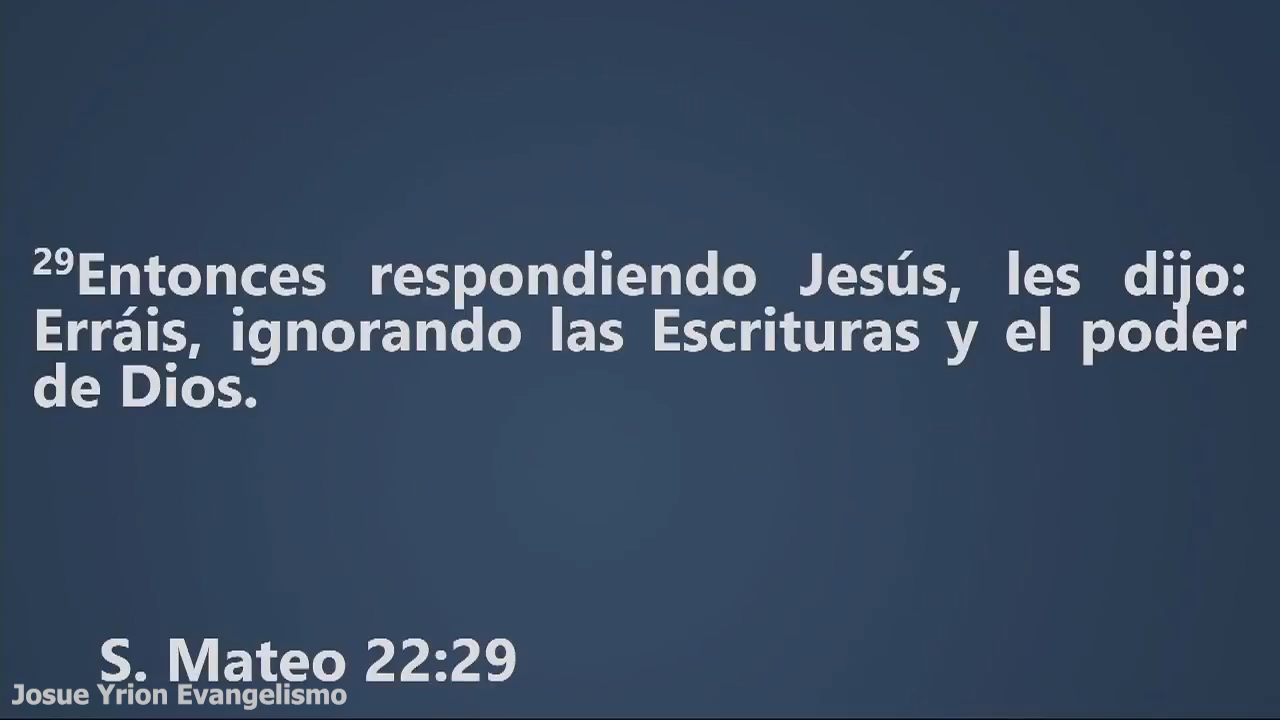 29Entonces respondiendo Jesús, les dijo:
Erráis, ignorando las Escrituras y el poder
de Dios.
S. Mateo 22:29
Josue Yrion Evangelismo